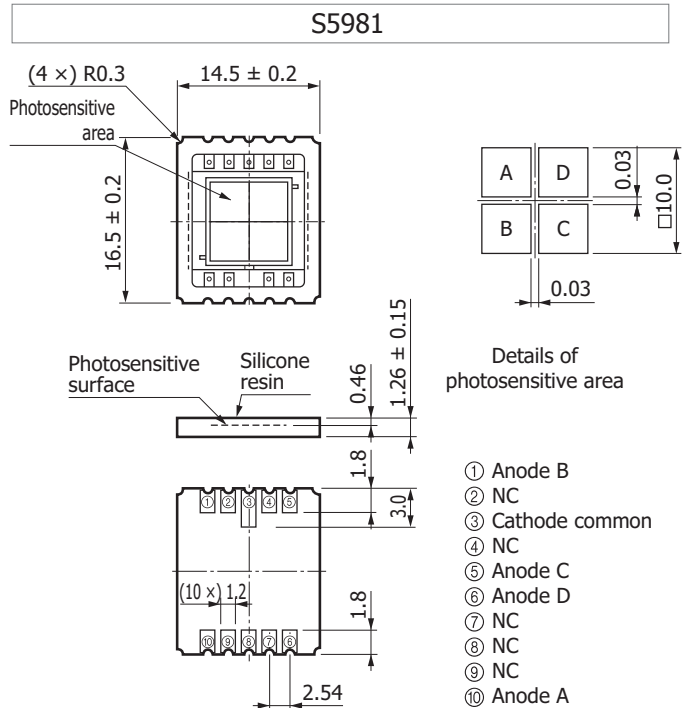 S5981
(4 ×) R0.3
14.5 ± 0.2
Photosensitive
area
16.5 ± 0.2
A
D
B
C
0.03
□10.0
0.03
Details of
photosensitive area
Photosensitive
surface
Silicone
resin
0.46
1.26 ± 0.15
① ② ③ ④ ⑤
1.8
3.0
(10 ×) 1.2
1.8
⑩ ⑨ ⑧ ⑦ ⑥
2.54
① Anode B
② NC
③ Cathode common
④ NC
⑤ Anode C
⑥ Anode D
⑦ NC
⑧ NC
⑨ NC
⑩ Anode A